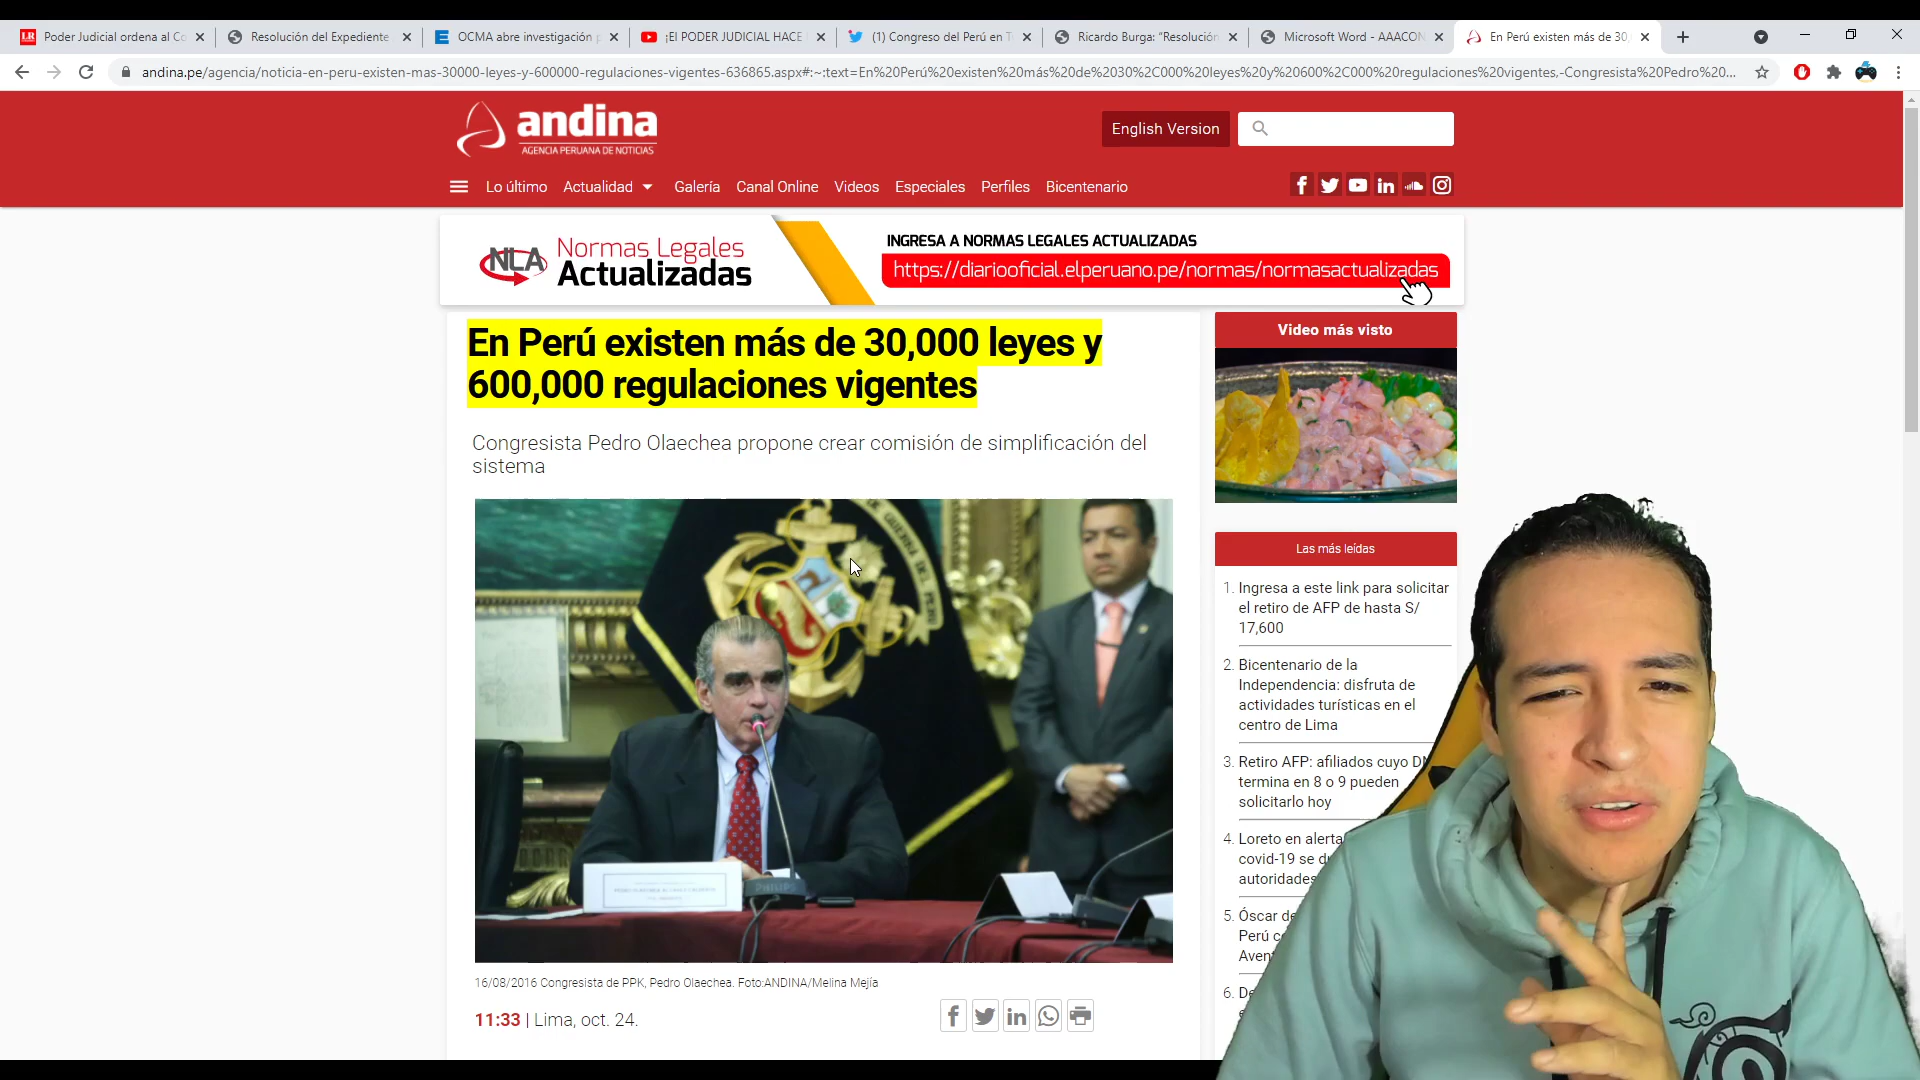 LR Poder Judicial ordena al Co
Resolución del Expediente
E OCMA abre investigación p
¡El PODER JUDICIAL HACE
(1) Congreso del Perú en T
Ricardo Burga: "Resolución
Microsoft Word - AAACON
En Perú existen más de 30,
andina.pe/agencia/noticia-en-peru-existen-mas-30000-leyes-y-600000-regulaciones-vigentes-636865.aspx#:~:text=En%20Perú%20existen%20más%20de%2030%2C000%20leyes%20y%20600%2C000%20regulaciones%20vigentes,-Congresista%20Pedro%20...
andina
AGENCIA PERUANA DE NOTICIAS
English Version
Lo último Actualidad Galería Canal Online Videos Especiales Perfiles Bicentenario
NLA Normas Legales
Actualizadas
INGRESA A NORMAS LEGALES ACTUALIZADAS
https://diariooficial.elperuano.pe/normas/normasactualizadas
En Perú existen más de 30,000 leyes y
600,000 regulaciones vigentes
Congresista Pedro Olaechea propone crear comisión de simplificación del
sistema
PHILIPS
16/08/2016 Congresista de PPK, Pedro Olaechea. Foto:ANDINA/Melina Mejía
11:33 | Lima, oct. 24.
Video más visto
Las más leídas
1. Ingresa a este link para solicitar
el retiro de AFP de hasta S/
17,600
2. Bicentenario de la
Independencia: disfruta de
actividades turísticas en el
centro de Lima
3. Retiro AFP: afiliados cuyo DN
termina en 8 o 9 pueden
solicitarlo hoy
4. Loreto en alerta
covid-19 se du
autoridades
5. Óscar de
Perú co
Aven
6. De